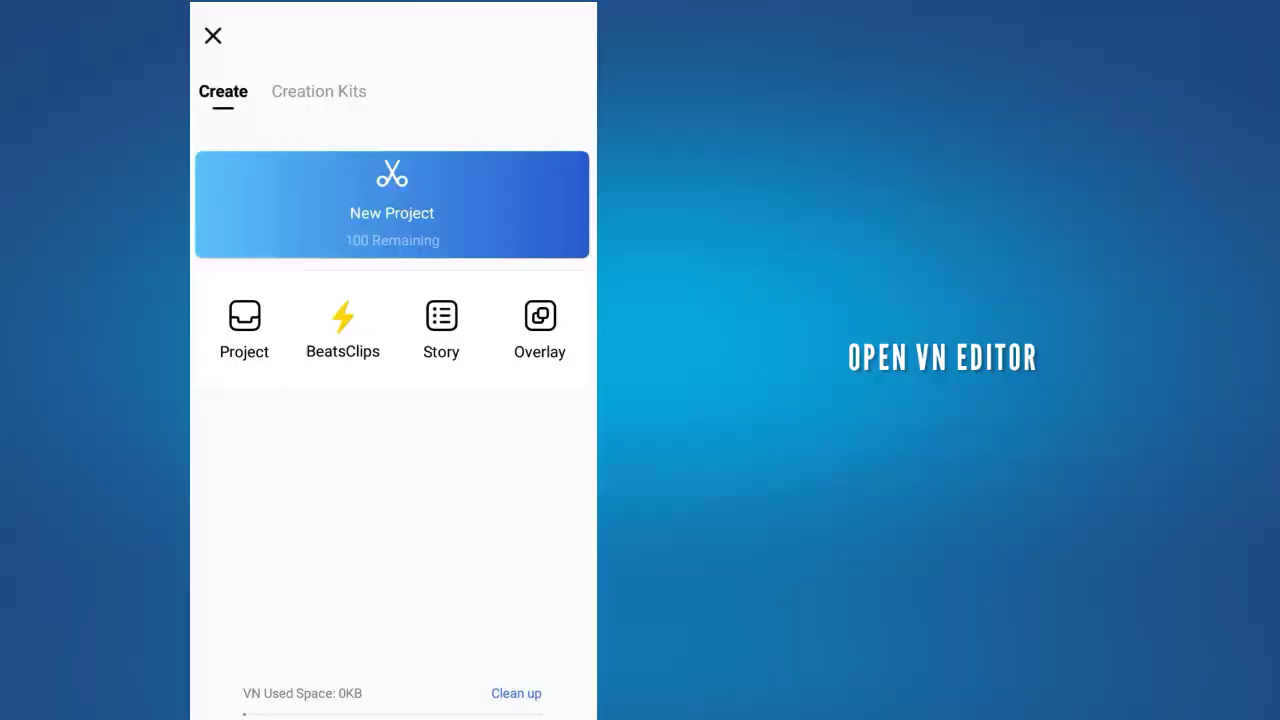 Create Creation Kits
New Project
100 Remaining
Project BeatsClips Story Overlay
OPEN VN EDITOR
VN Used Space: 0KB Clean up